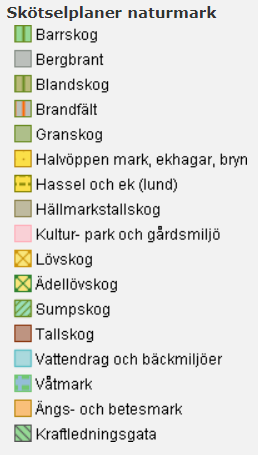 Skötselplaner naturmark
Barrskog
Bergbrant
Blandskog
Brandfält
Granskog
Halvöppen mark, ekhagar, bryn
Hassel och ek (lund)
Hällmarkstallskog
Kultur- park och gårdsmiljö
Lövskog
Ädellövskog
Sumpskog
Tallskog
Vattendrag och bäckmiljöer
Våtmark
Ängs- och betesmark
Kraftledningsgata